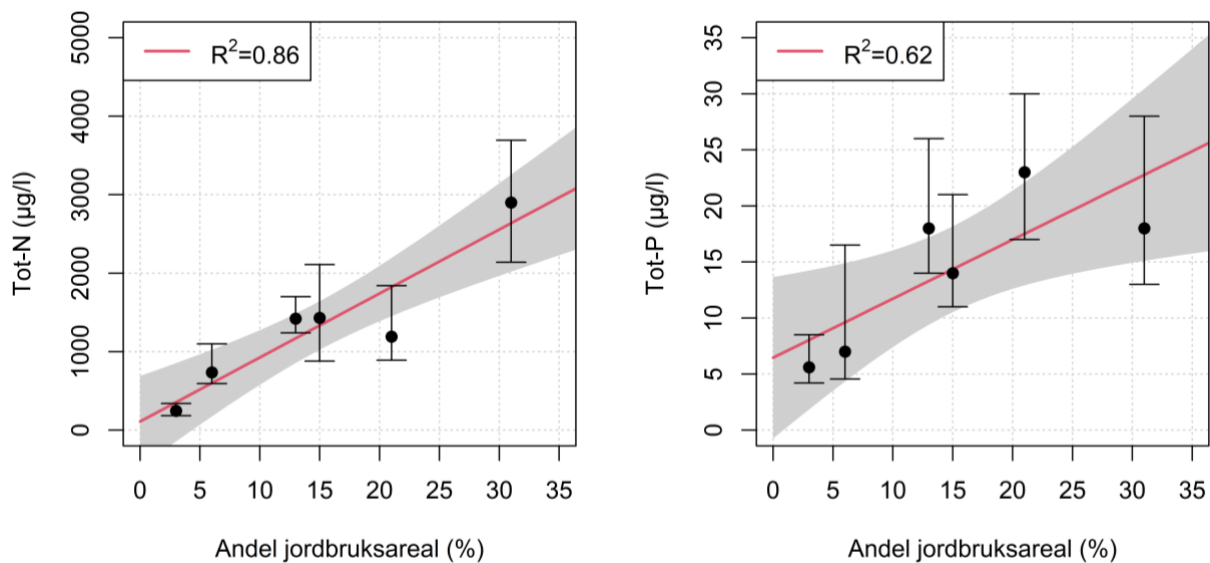 R²=0.86
Tot-N (µg/l)
5000
4000
3000
2000
1000
0
0 5 10 15 20 25 30 35
Andel jordbruksareal (%)
R²=0.62
Tot-P (µg/l)
35
30
25
20
15
10
5
0
0 5 10 15 20 25 30 35
Andel jordbruksareal (%)